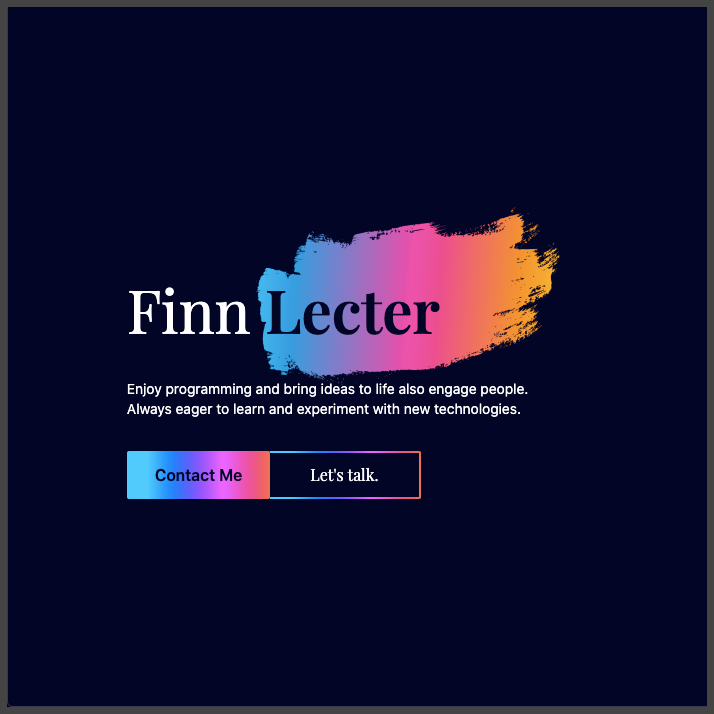 Finn Lecter
Enjoy programming and bring ideas to life also engage people.
Always eager to learn and experiment with new technologies.
Contact Me
Let's talk.